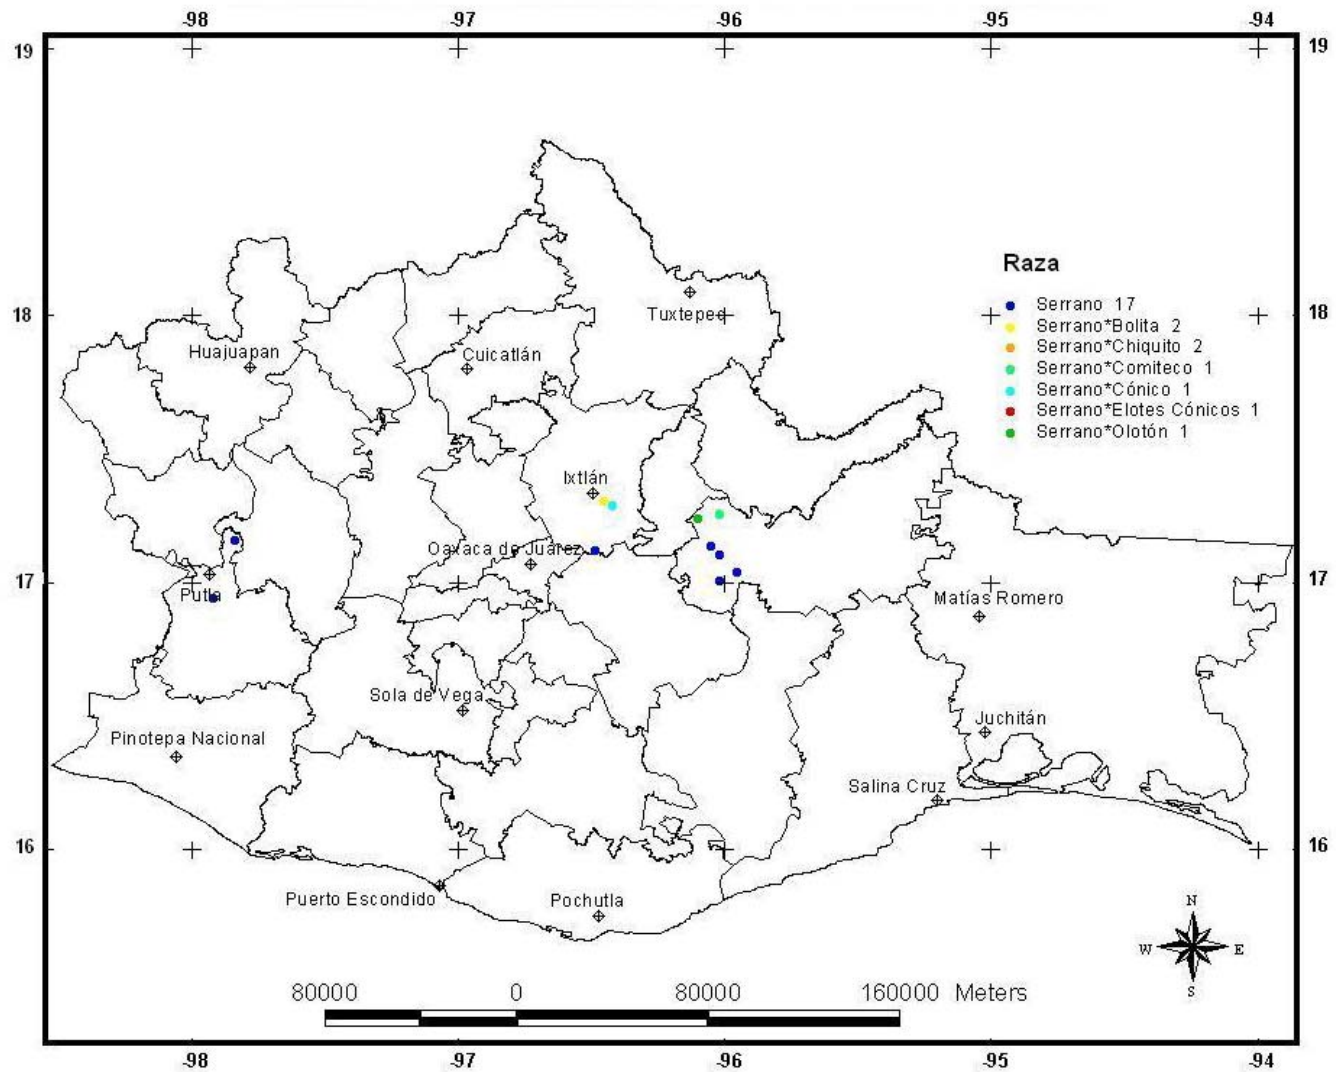 -98 -97 -96 -95 -94
19 19
Raza
Serrano 17
Serrano*Bolita 2
Serrano*Chiquito 2
Serrano*Comiteco 1
Serrano*Cónico 1
Serrano*Elotes Cónicos 1
Serrano*Olotón 1
18 18
Tuxtepec
Huajuapan
Cuicatlán
Ixtlán
Oaxaca de Juárez
17 17
Putla
Matías Romero
Sola de Vega
Juchitán
Pinotepa Nacional
Salina Cruz
16 16
Puerto Escondido
Pochutla
N
W E
S
80000 0 80000 160000 Meters
-98 -97 -96 -95 -94